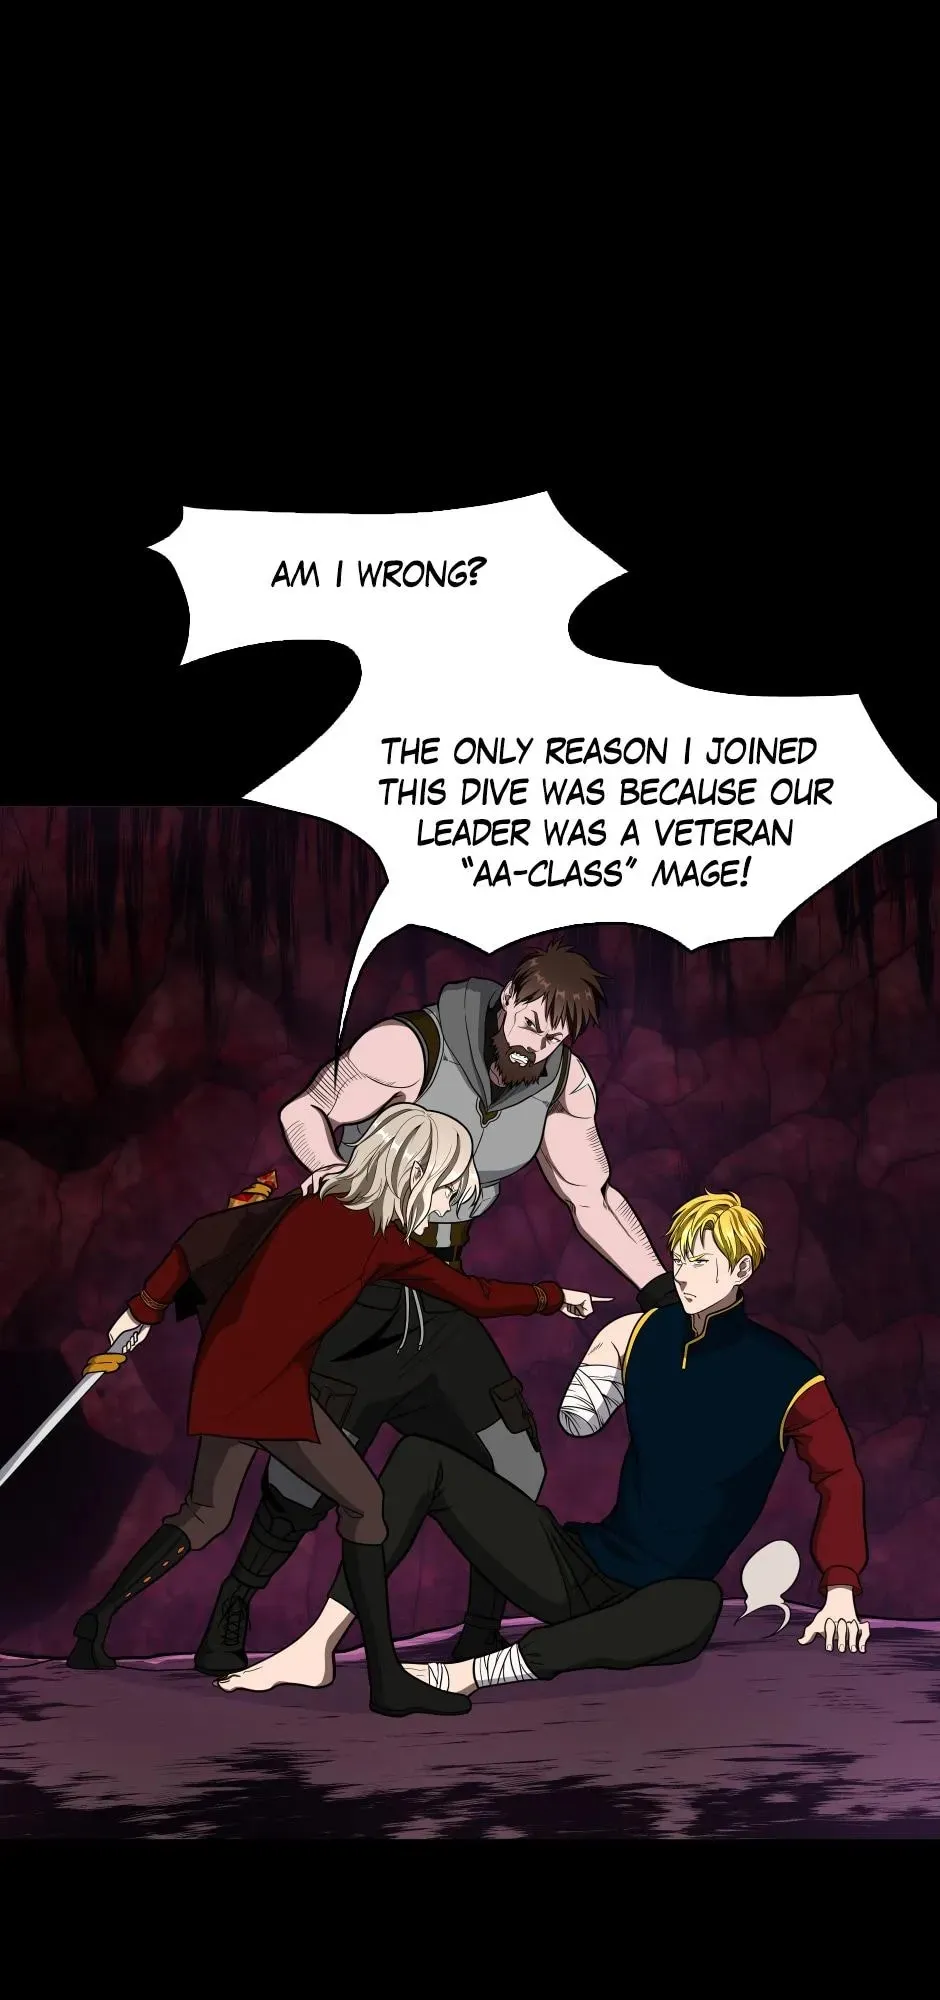 AM I WRONG?
THE ONLY REASON I JOINED
THIS DIVE WAS BECAUSE OUR
LEADER WAS A VETERAN
"AA-CLASS" MAGE!